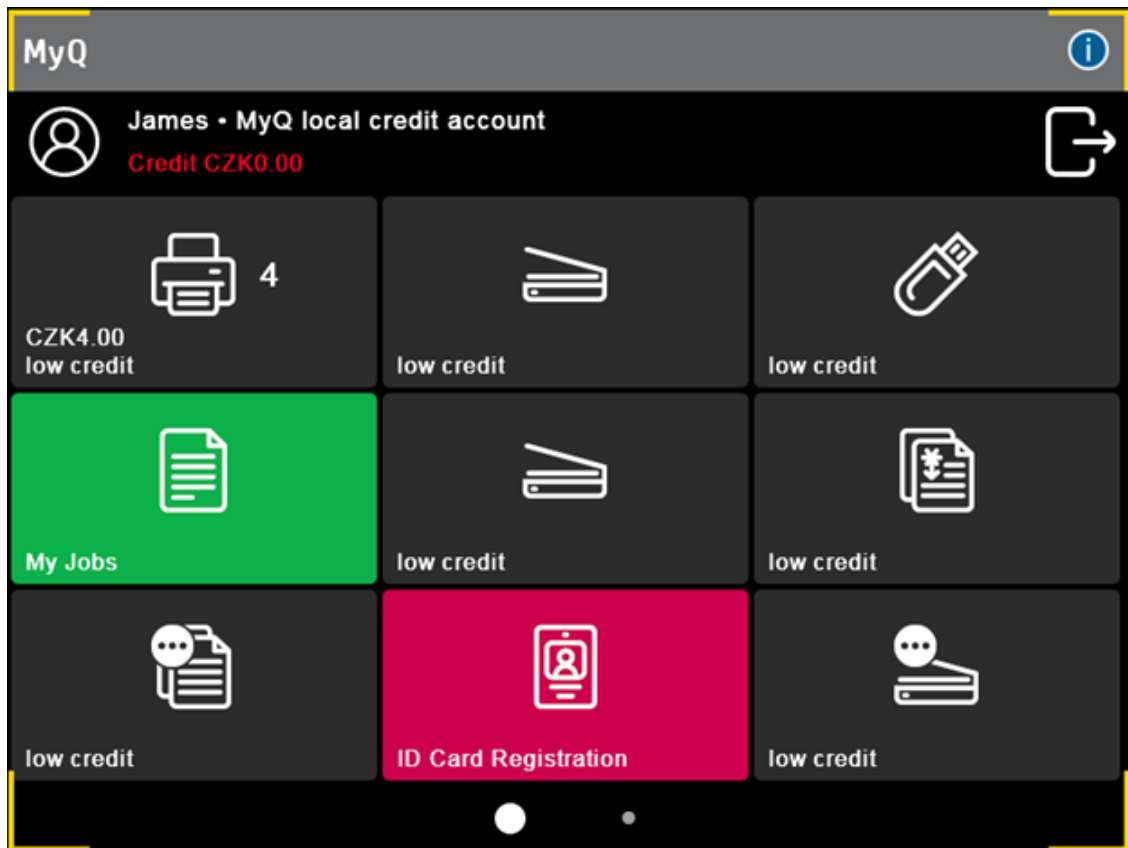 MyQ
James • MyQ local credit account
Credit CZK0.00
4
CZK4.00
low credit
low credit
low credit
My Jobs
low credit
low credit
low credit
ID Card Registration
low credit